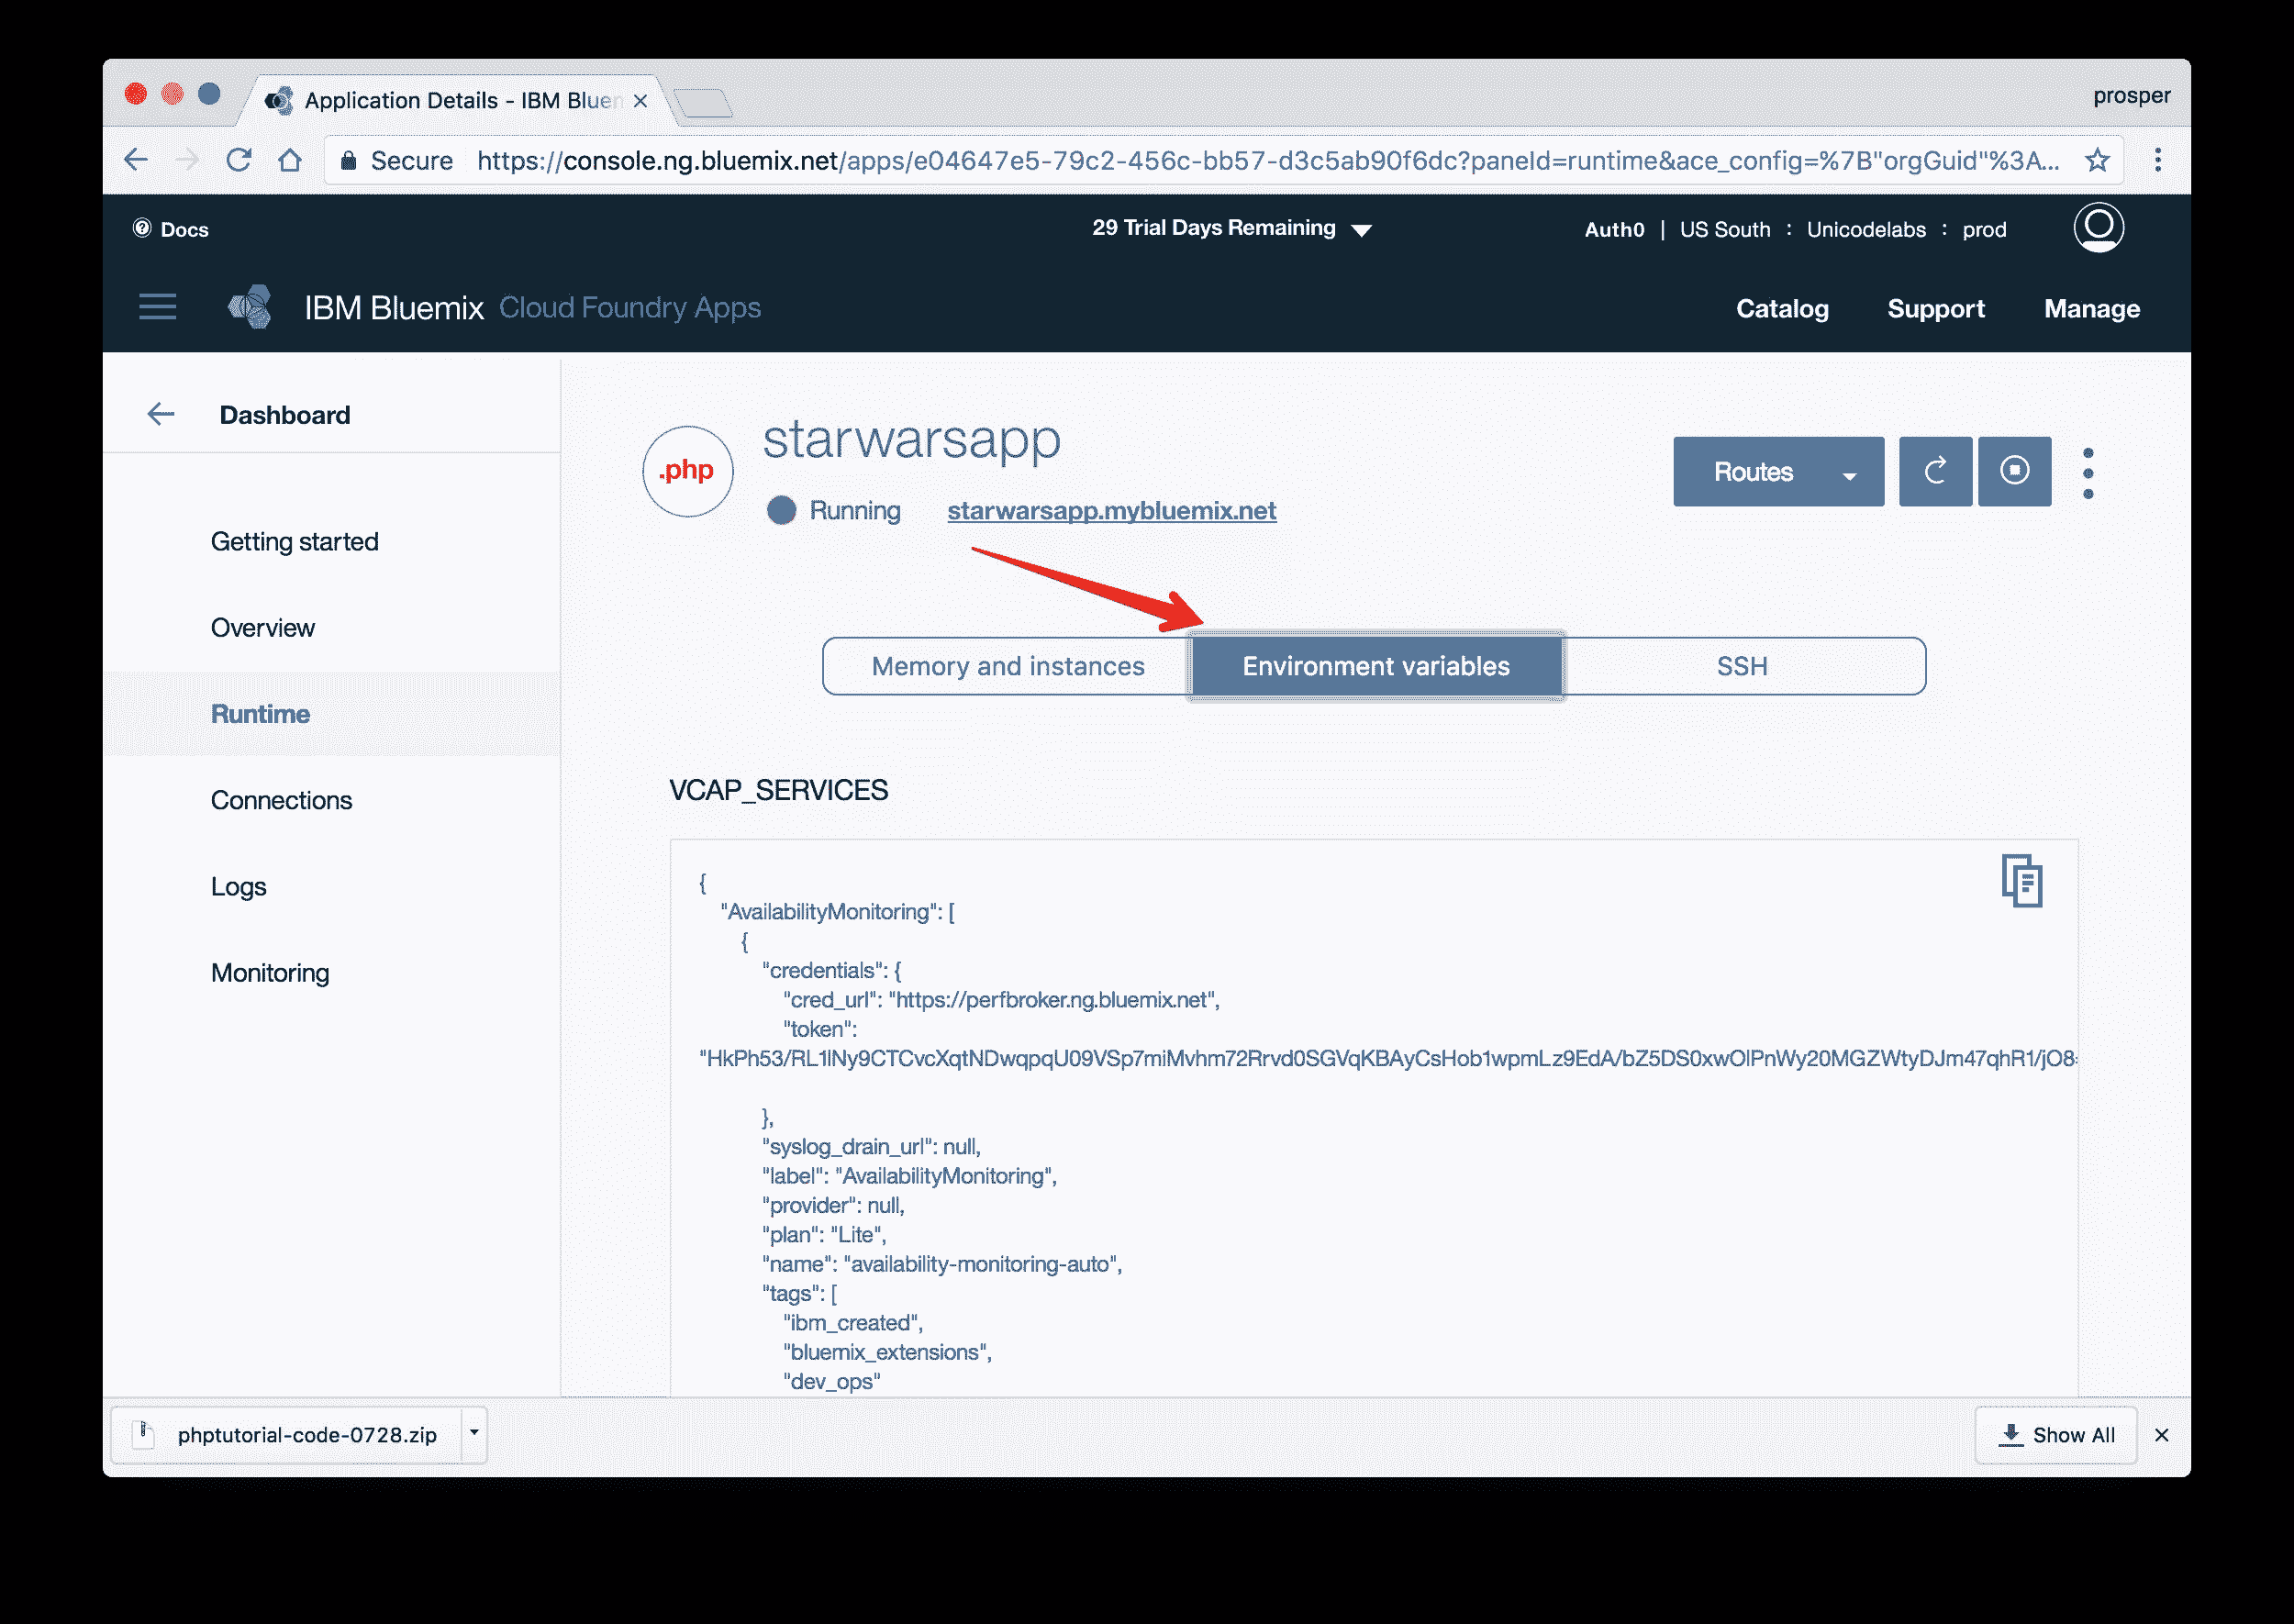 Application Details - IBM Bluen
prosper
Secure https://console.ng.bluemix.net/apps/e04647e5-79c2-456c-bb57-d3c5ab90f6dc?paneId=runtime&ace_config=%7B"orgGuid"%3A...
Docs
29 Trial Days Remaining
Auth0 | US South : Unicodelabs : prod
IBM Bluemix Cloud Foundry Apps
Catalog Support Manage
Dashboard
Getting started
Overview
Runtime
Connections
Logs
Monitoring
.php
starwarsapp
Running starwarsapp.mybluemix.net
Routes
Memory and instances Environment variables SSH
VCAP_SERVICES
{
"AvailabilityMonitoring": [
{
"credentials": {
"cred_url": "https://perfbroker.ng.bluemix.net",
"token":
"HkPh53/RL1lNy9CTCvcXqtNDwqpqU09VSp7miMvhm72Rrvd0SGVqKBAyCsHob1wpmLz9EdA/bZ5DS0xwOlPnWy20MGZWtyDJm47qhR1/jO8
},
"syslog_drain_url": null,
"label": "AvailabilityMonitoring",
"provider": null,
"plan": "Lite",
"name": "availability-monitoring-auto",
"tags": [
"ibm_created",
"bluemix_extensions",
"dev_ops"
phptutorial-code-0728.zip
Show All